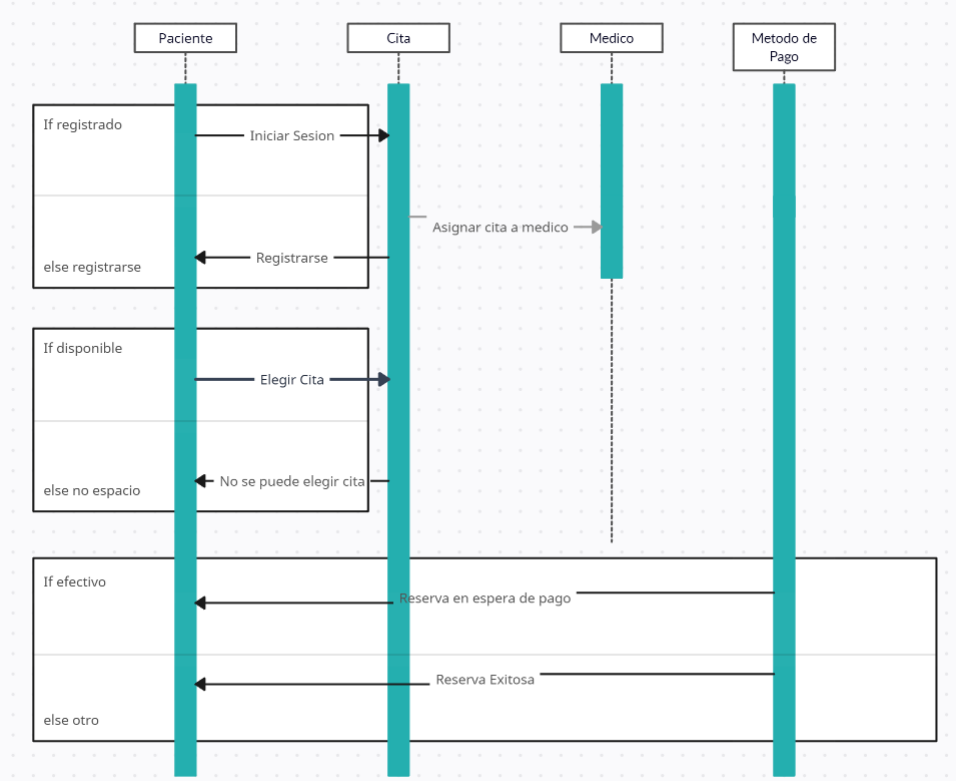 Paciente
Cita
Medico
Metodo de
Pago
If registrado
Iniciar Sesion
Asignar cita a medico
Registrarse
else registrarse
If disponible
Elegir Cita
No se puede elegir cita
else no espacio
If efectivo
Reserva en espera de pago
Reserva Exitosa
else otro